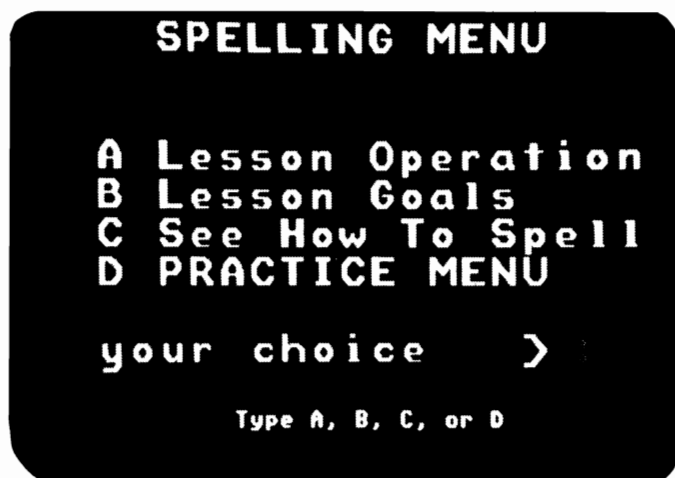 SPELLING MENU
A Lesson Operation
B Lesson Goals
C See How To Spell
D PRACTICE MENU
your choice >
Type A, B, C, or D